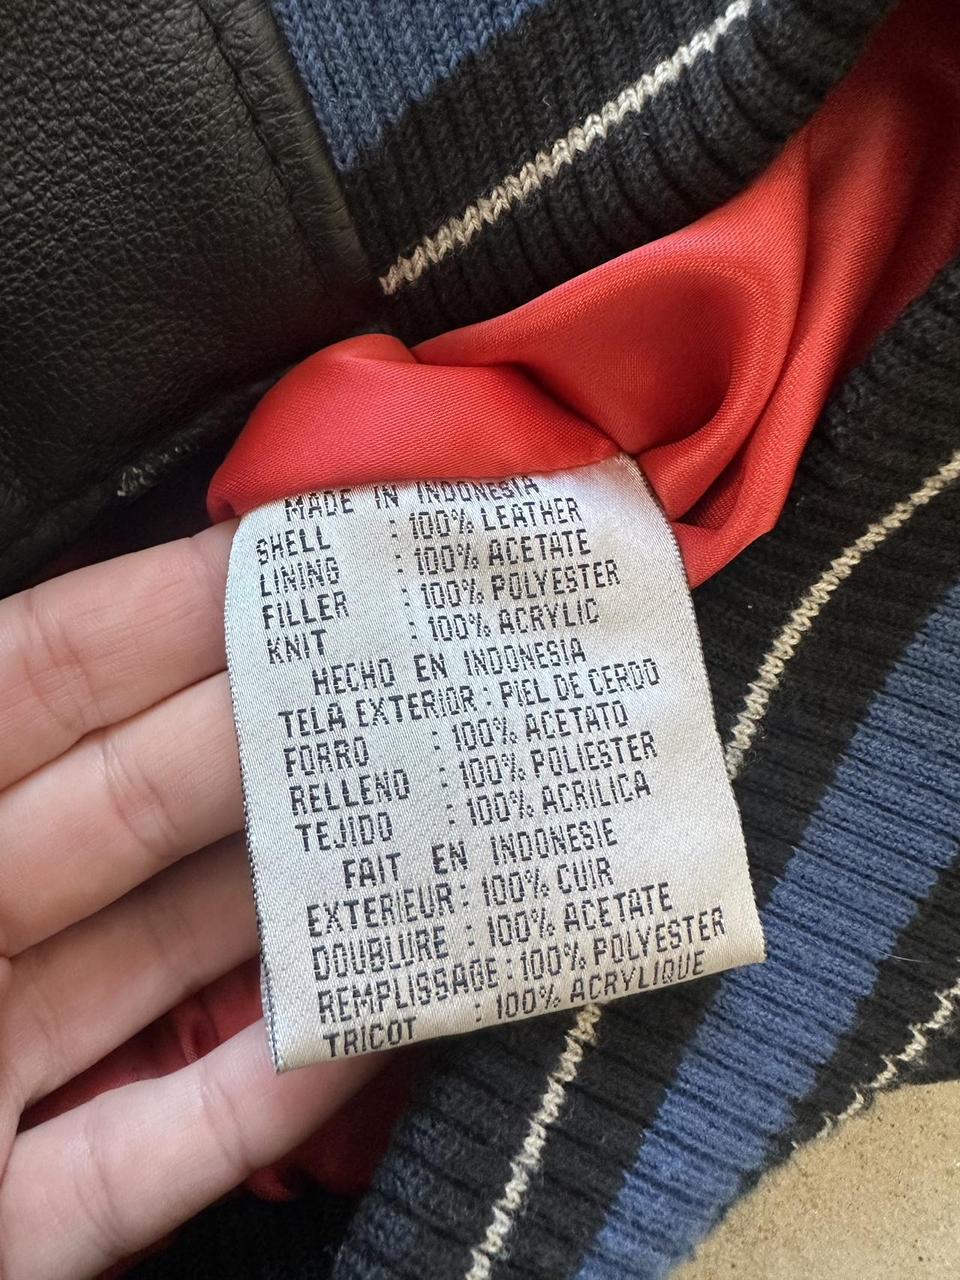 MADE IN INDONESIA
SHELL : 100% LEATHER
LINING : 100% ACETATE
FILLER : 100% POLYESTER
KNIT : 100% ACRYLIC
HECHO EN INDONESIA
TELA EXTERIOR : PIEL DE CERDO
FORRO : 100% ACETATO
RELLENO : 100% POLIESTER
TEJIDO : 100% ACRILICA
FAIT EN INDONESIE
EXTERIEUR : 100% CUIR
DOUBLURE : 100% ACETATE
REMPLISSAGE : 100% POLYESTER
TRICOT : 100% ACRYLIQUE